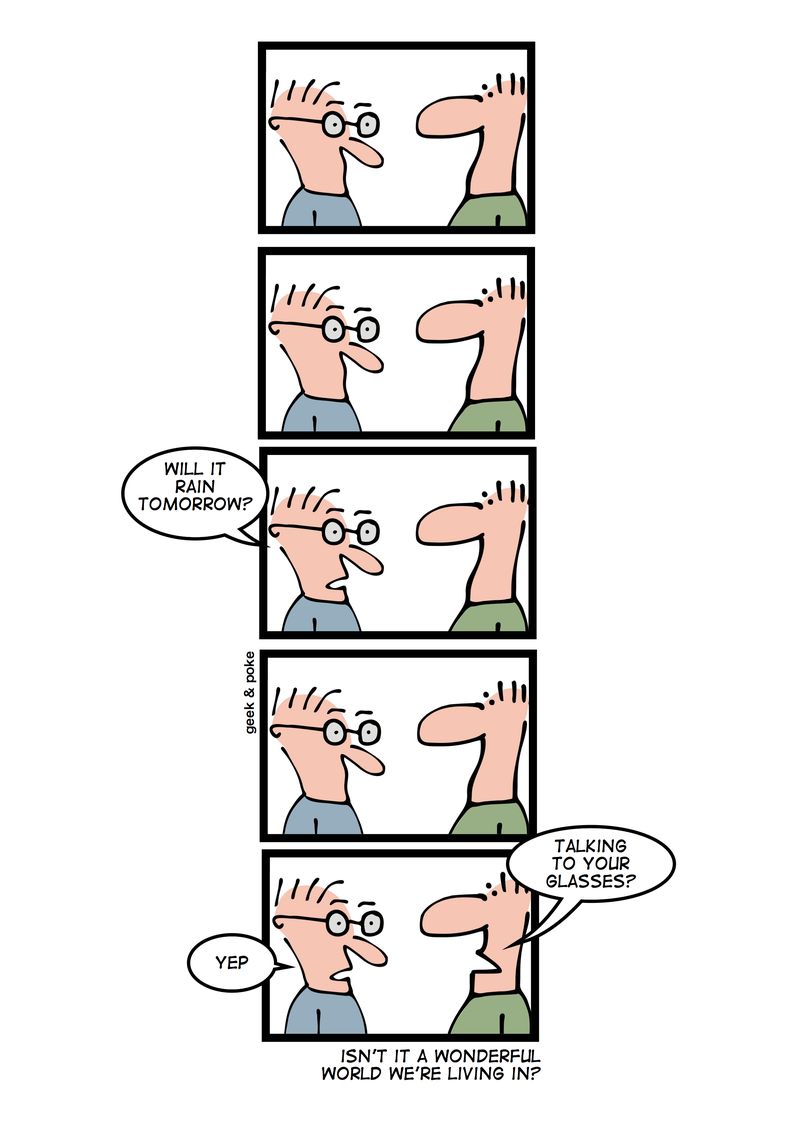 WILL IT
RAIN
TOMORROW?
geek & poke
TALKING
TO YOUR
GLASSES?
YEP
ISN'T IT A WONDERFUL
WORLD WE'RE LIVING IN?